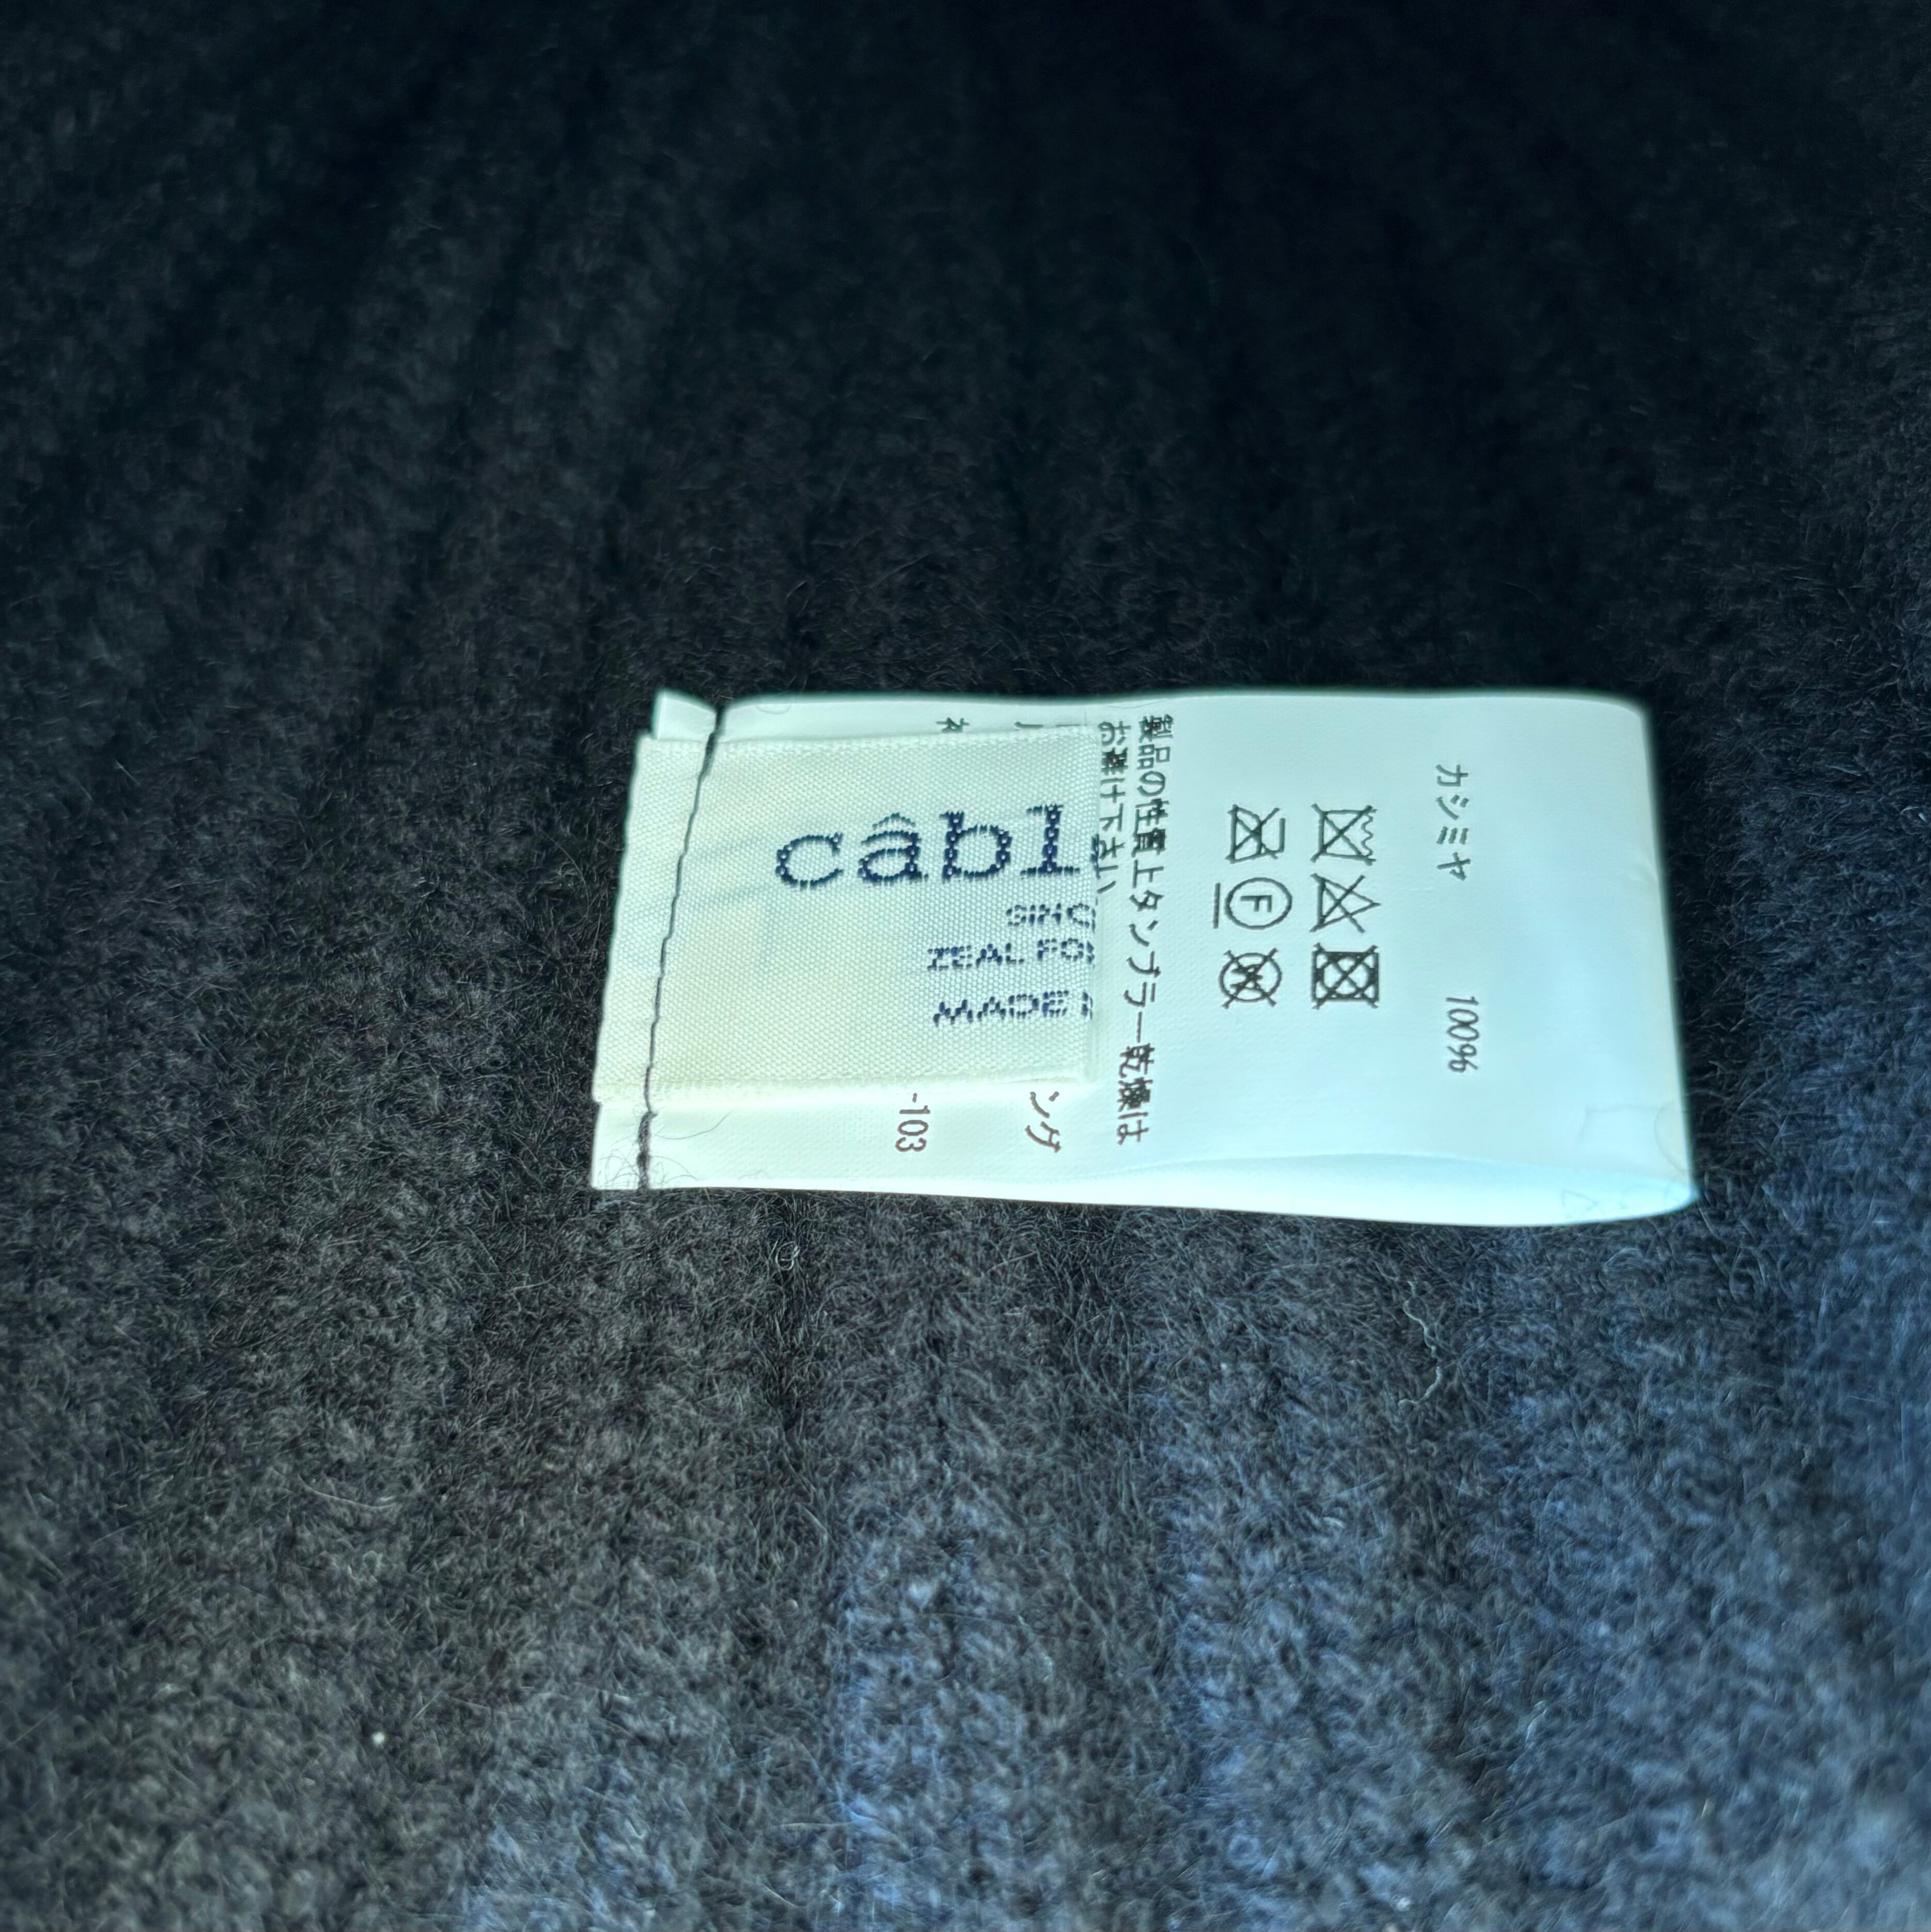 câbl
SINC
ZEAL FO
MADE I
カシミヤ 100%
F
W
製品の性質上タンブラー乾燥は
お避け下さい
ング
-103